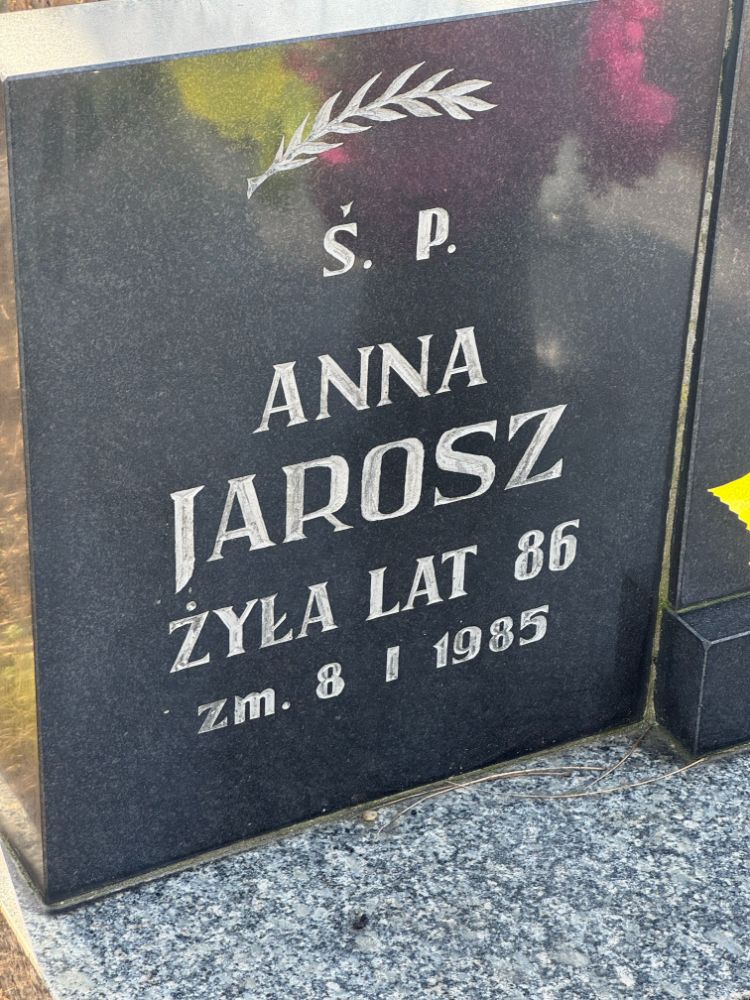 Ś. P.
ANNA
JAROSZ
ŻYŁA LAT 86
zm. 8 I 1985